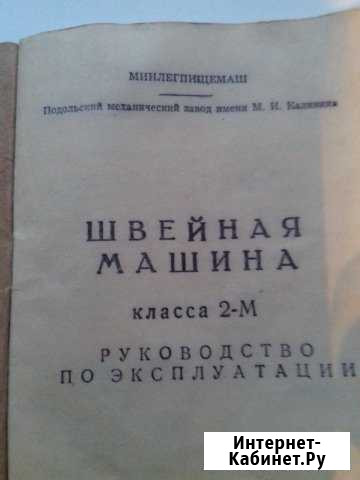 МИНЛЕГПИЩЕМАШ
Подольский механический завод имени М. И. Калинина
ШВЕЙНАЯ
МАШИНА
класса 2-М
РУКОВОДСТВО
ПО ЭКСПЛУАТАЦИИ
Интернет-
Кабинет.Ру